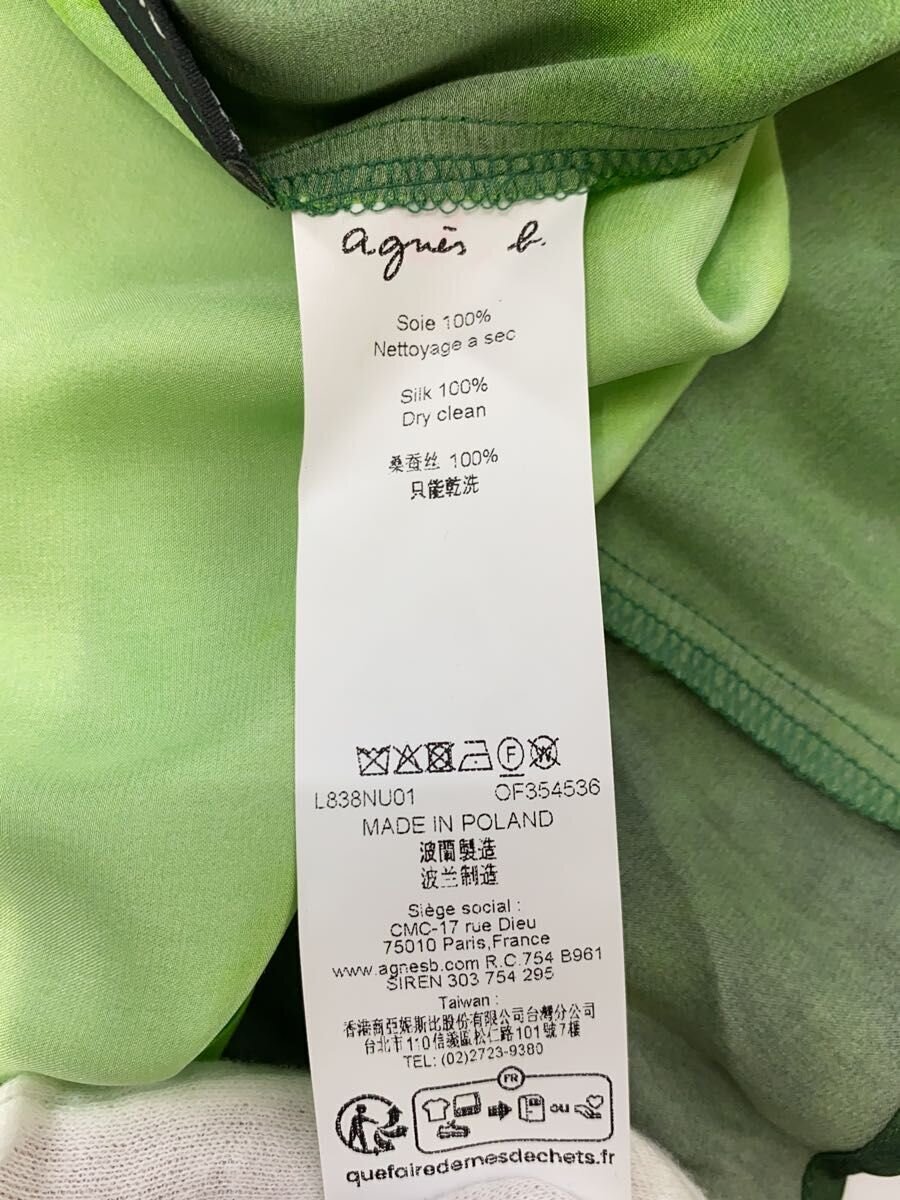 agnès b.
Soie 100%
Nettoyage a sec
Silk 100%
Dry clean
桑蚕丝 100%
只能乾洗
F W
L838NU01 OF354536
MADE IN POLAND
波蘭製造
波兰制造
Siège social :
CMC-17 rue Dieu
75010 Paris,France
www.agnesb.com R.C.754 B961
SIREN 303 754 295
Taiwan :
香港商亞妮斯比股份有限公司台灣分公司
台北市110信義區松仁路101號7樓
TEL: (02)2723-9380
FR
ou
quefairedemesdechets.fr